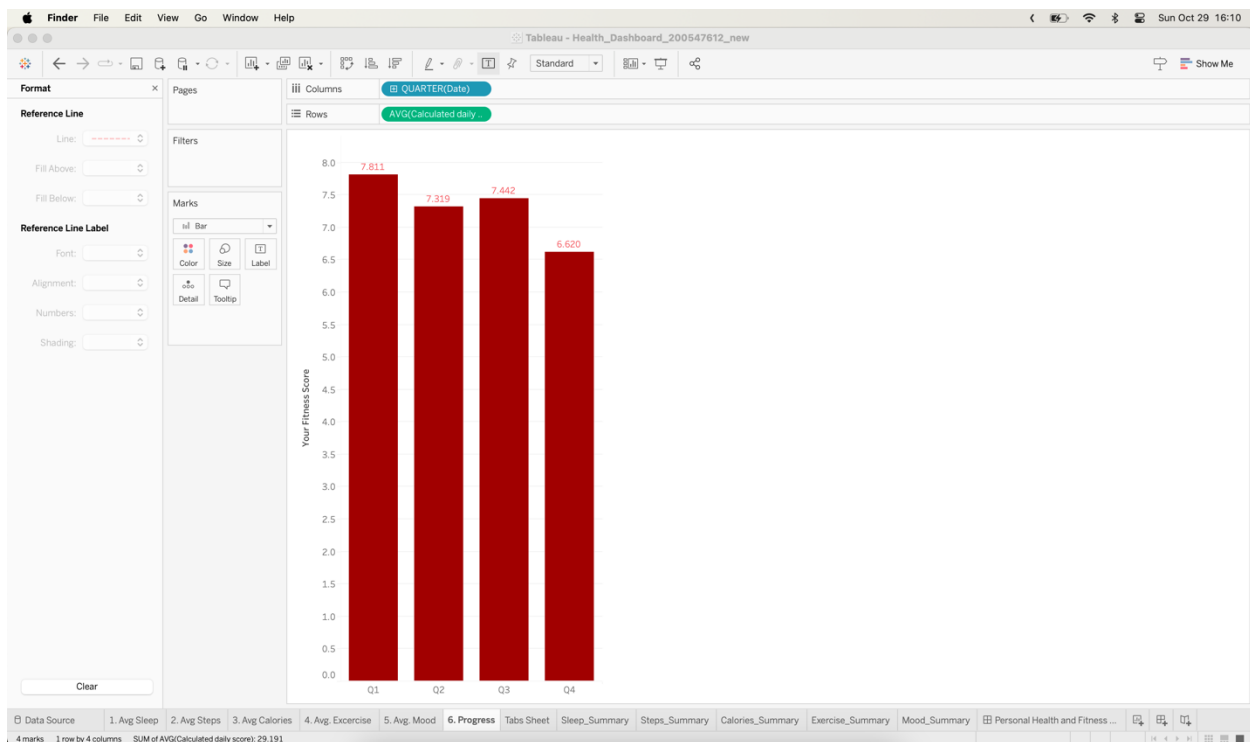 Finder File Edit View Go Window Help Sun Oct 29 16:10
Tableau - Health_Dashboard_200547612_new
Standard Show Me
Format
Reference Line
Line:
Fill Above:
Fill Below:
Reference Line Label
Font:
Alignment:
Numbers:
Shading:
Clear
Pages
Filters
Marks
Bar
Color Size Label
Detail Tooltip
Columns QUARTER(Date)
Rows AVG(Calculated daily ..
Your Fitness Score
8.0
7.5
7.0
6.5
6.0
5.5
5.0
4.5
4.0
3.5
3.0
2.5
2.0
1.5
1.0
0.5
0.0
7.811
7.319
7.442
6.620
Q1 Q2 Q3 Q4
Data Source 1. Avg Sleep 2. Avg Steps 3. Avg Calories 4. Avg. Excercise 5. Avg. Mood 6. Progress Tabs Sheet Sleep_Summary Steps_Summary Calories_Summary Exercise_Summary Mood_Summary Personal Health and Fitness ...
4 marks 1 row by 4 columns SUM of AVG(Calculated daily score): 29.191